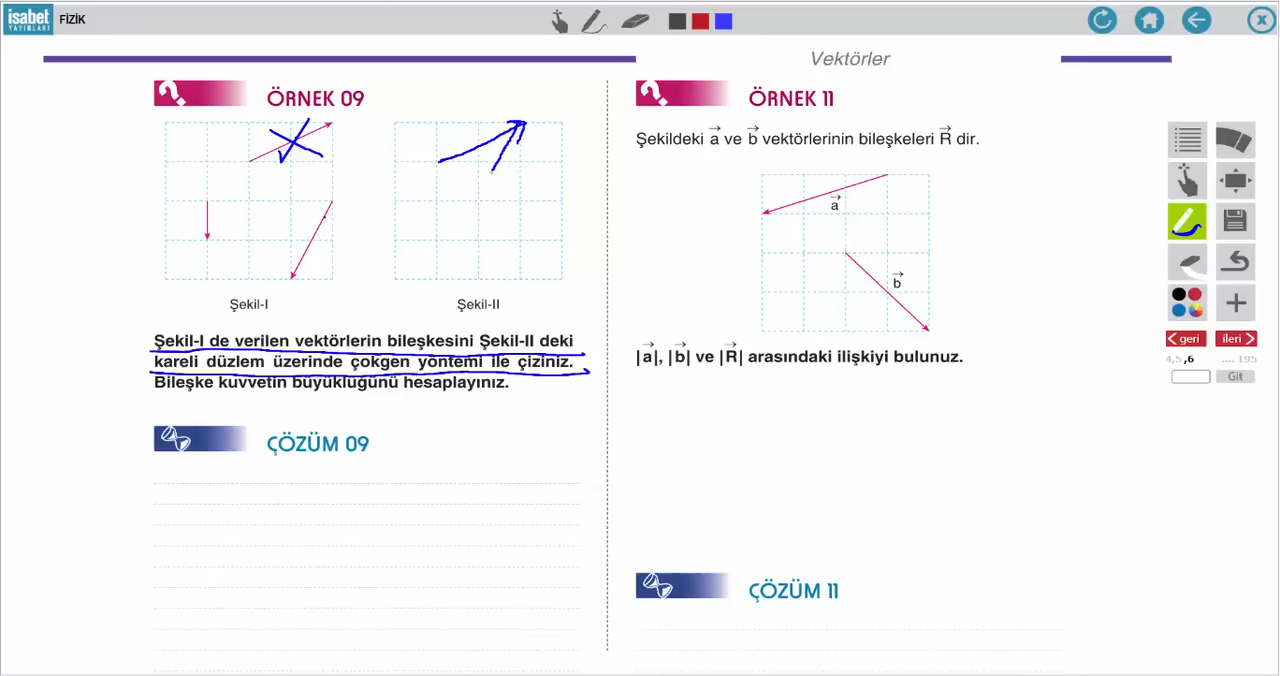 isabet
YAYINLARI
FİZİK
Vektörler
ÖRNEK 09
Şekil-I
Şekil-II
Şekil-I de verilen vektörlerin bileşkesini Şekil-II deki
kareli düzlem üzerinde çokgen yöntemi ile çiziniz.
Bileşke kuvvetin büyüklüğünü hesaplayınız.
ÇÖZÜM 09
ÖRNEK 11
Şekildeki a⃗ ve b⃗ vektörlerinin bileşkeleri R⃗ dir.
a⃗
b⃗
|a⃗|, |b⃗| ve |R⃗| arasındaki ilişkiyi bulunuz.
ÇÖZÜM 11
geri
ileri
4,5 ,6 .... 195
Git